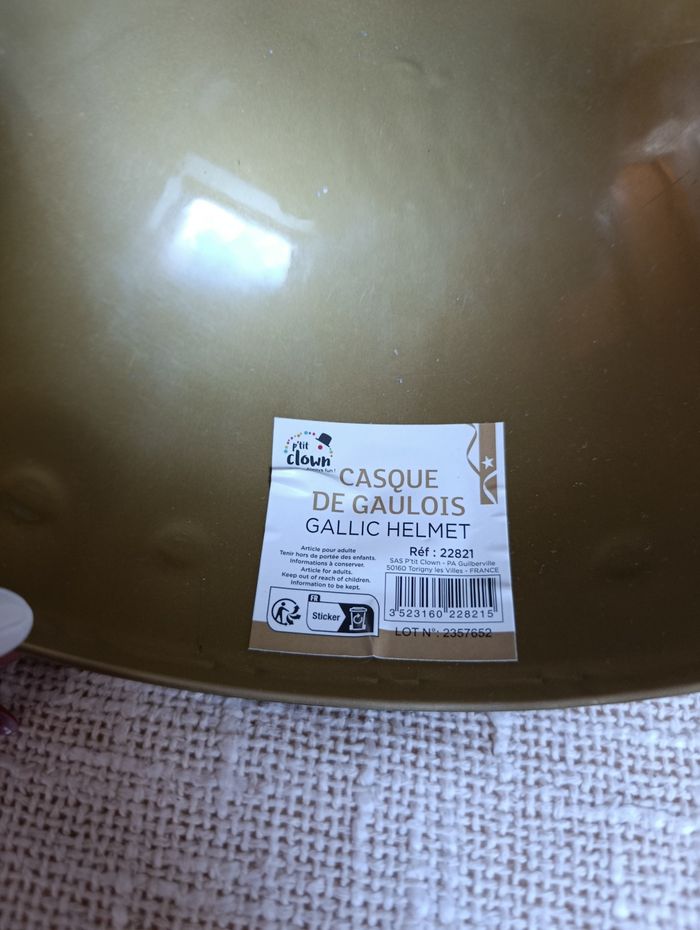 p'tit
clown
always fun !
CASQUE
DE GAULOIS
GALLIC HELMET
Article pour adulte
Tenir hors de portée des enfants.
Informations à conserver.
Article for adults.
Keep out of reach of children.
Information to be kept.
Réf : 22821
SAS P'tit Clown - PA Guilberville
50160 Torigny les Villes - FRANCE
FR
Sticker
3 523160 228215
LOT N°: 2357652